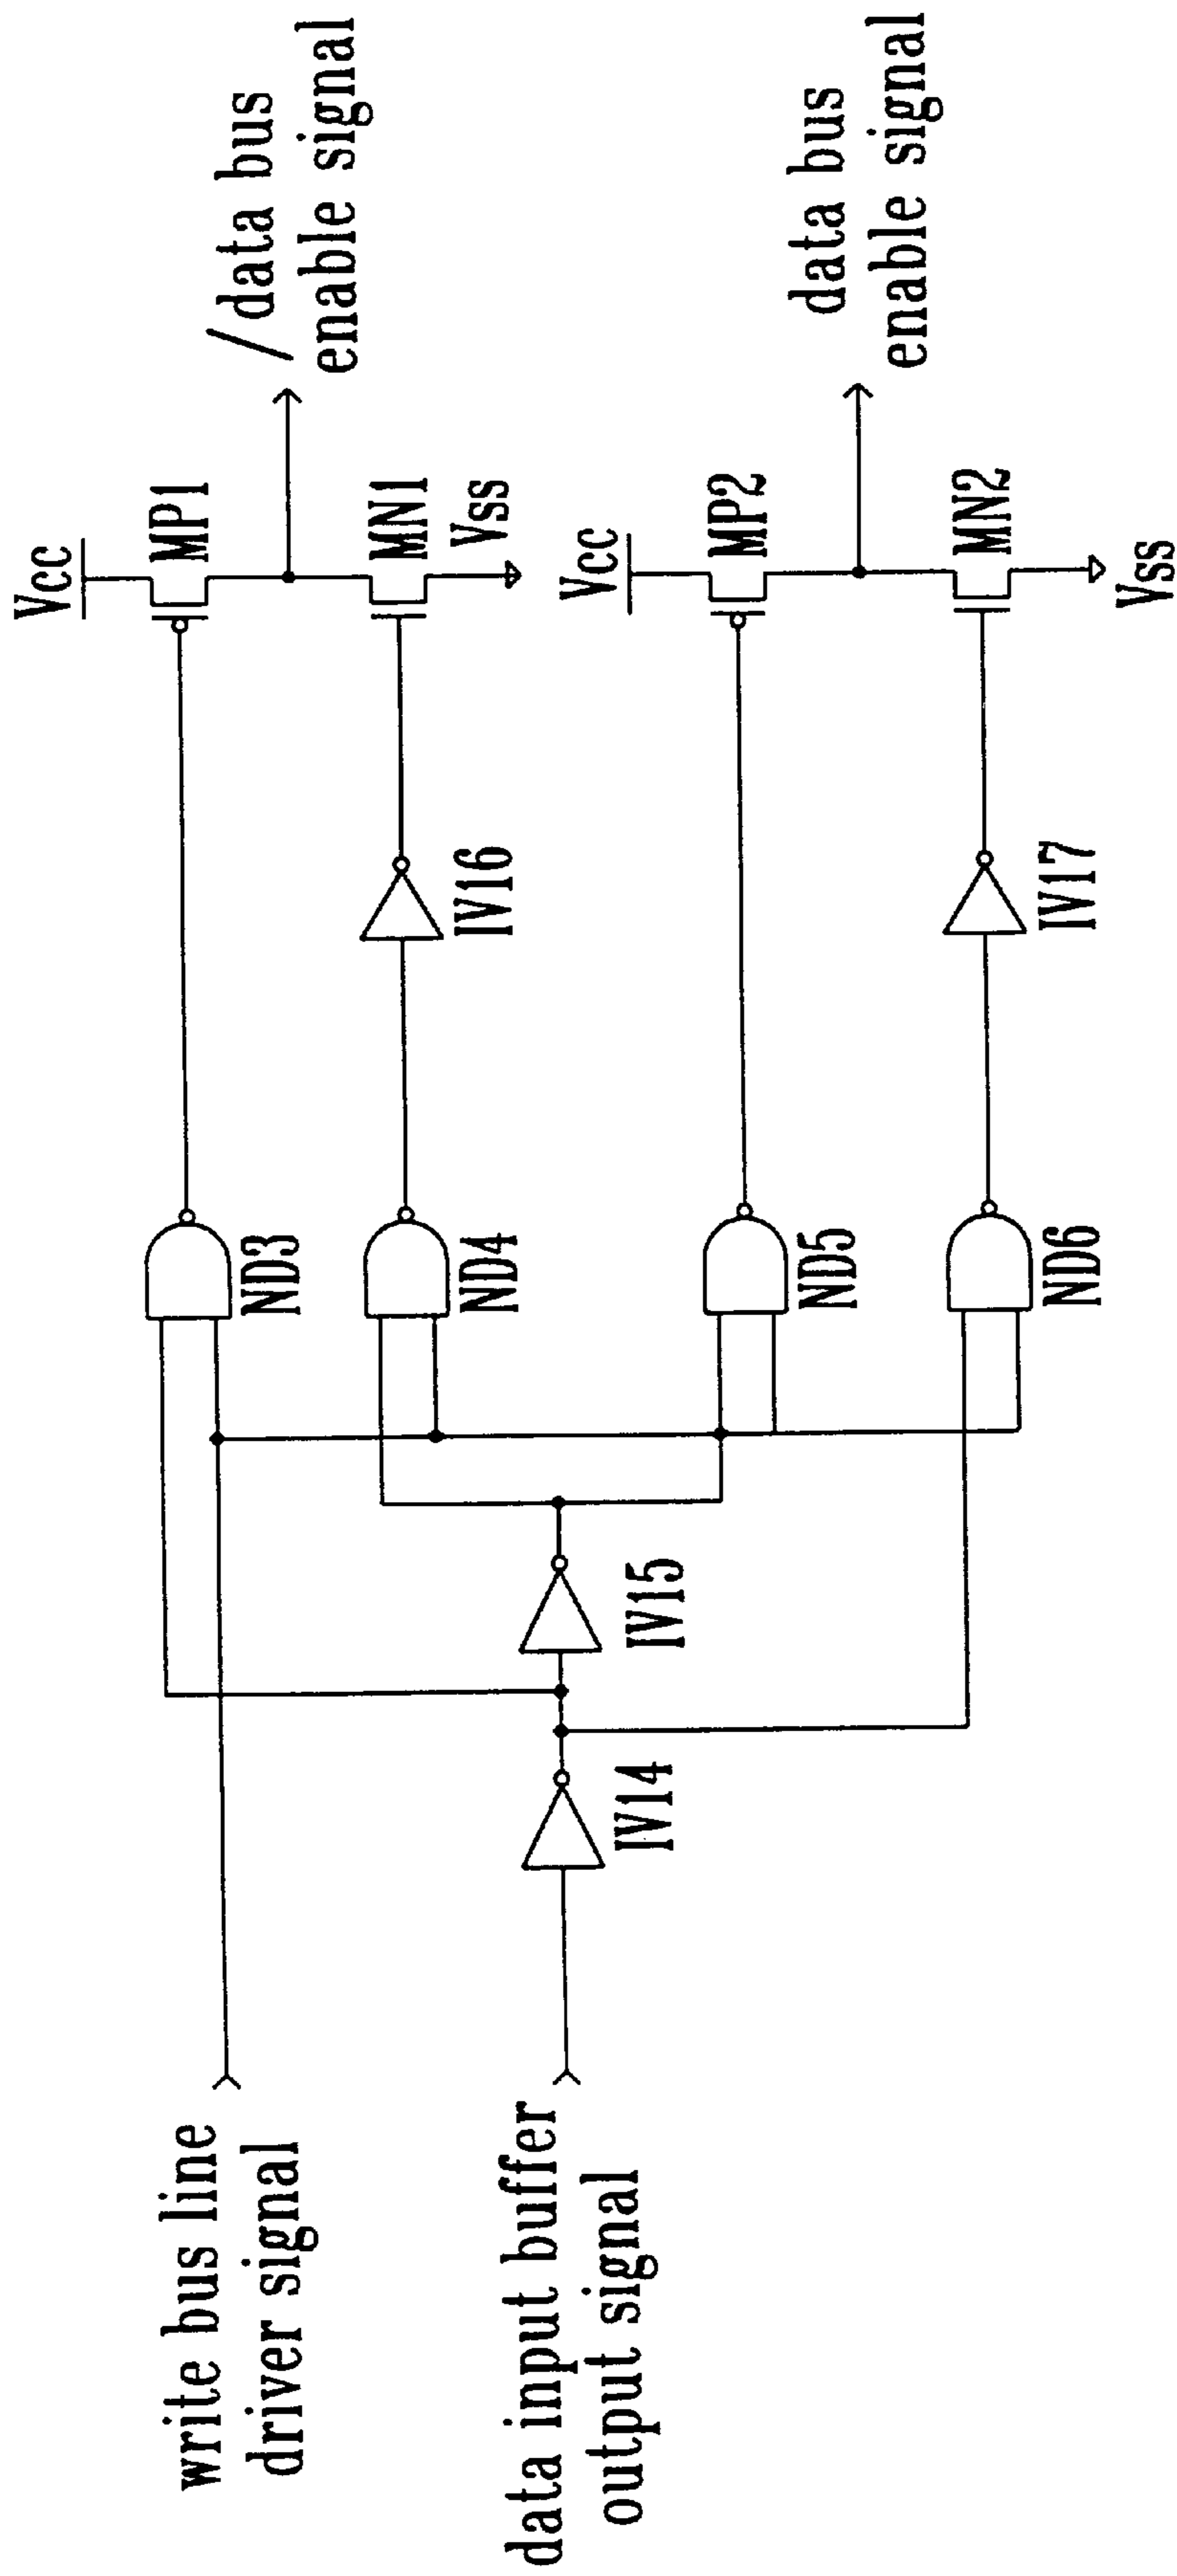 write bus line
driver signal
data input buffer
output signal
IV14
IV15
ND3
ND4
ND5
ND6
IV16
IV17
Vcc
MP1
MN1
Vss
Vcc
MP2
MN2
Vss
/data bus
enable signal
data bus
enable signal